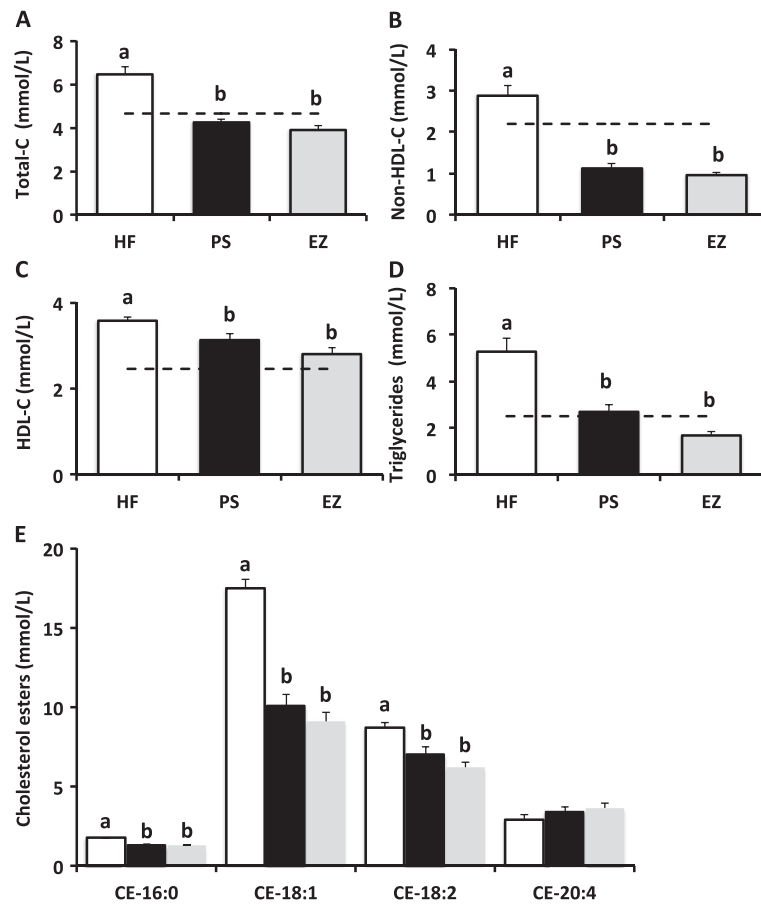 A
Total-C (mmol/L)
8
6
4
2
0
a
b
b
HF PS EZ
B
Non-HDL-C (mmol/L)
4
3
2
1
0
a
b
b
HF PS EZ
C
HDL-C (mmol/L)
4
2
0
a
b
b
HF PS EZ
D
Triglycerides (mmol/L)
8
6
4
2
0
a
b
b
HF PS EZ
E
Cholesterol esters (mmol/L)
20
15
10
5
0
a
b
b
a
b
b
a
b
b
CE-16:0 CE-18:1 CE-18:2 CE-20:4